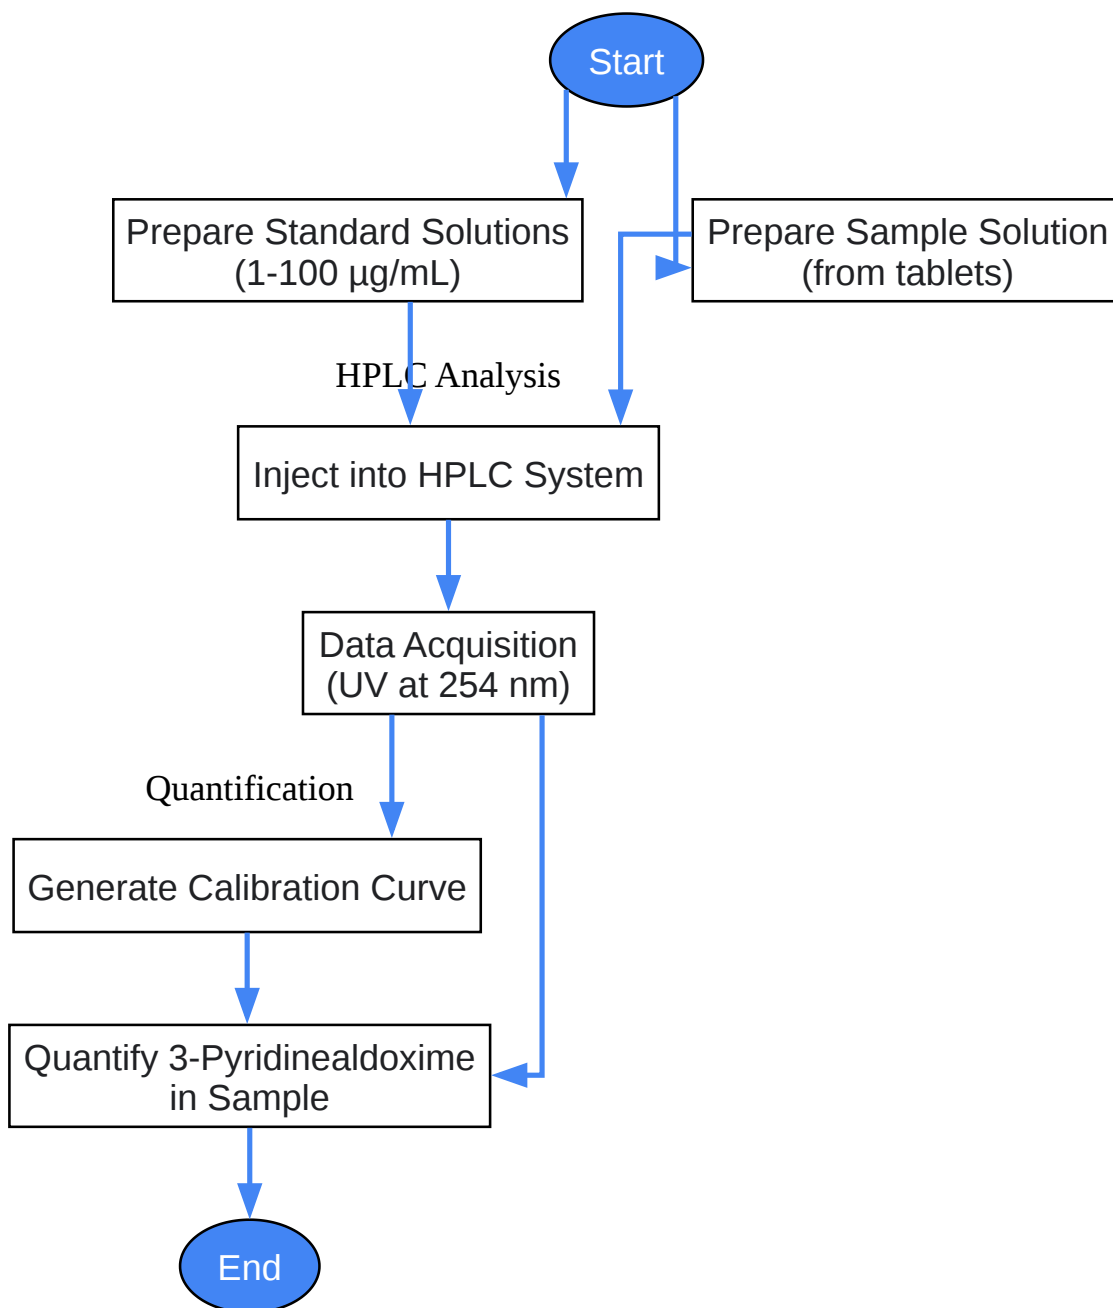 Start
Prepare Standard Solutions
(1-100 µg/mL)
Prepare Sample Solution
(from tablets)
HPLC Analysis
Inject into HPLC System
Data Acquisition
(UV at 254 nm)
Quantification
Generate Calibration Curve
Quantify 3-Pyridinealdoxime
in Sample
End